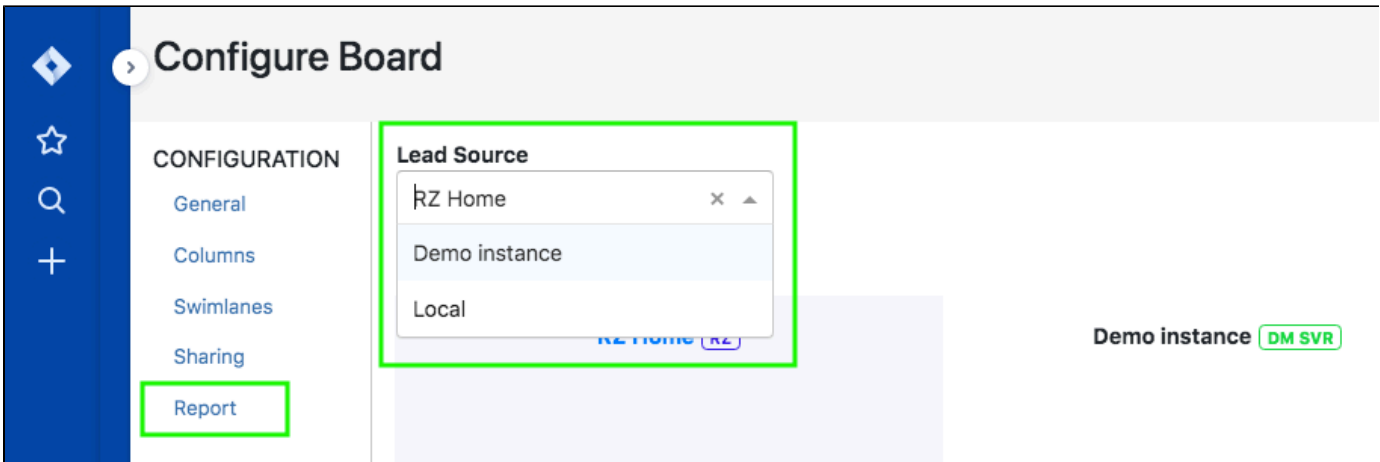 Configure Board
CONFIGURATION
General
Columns
Swimlanes
Sharing
Report
Lead Source
RZ Home
Demo instance
Local
RZ Home RZ
Demo instance DM SVR